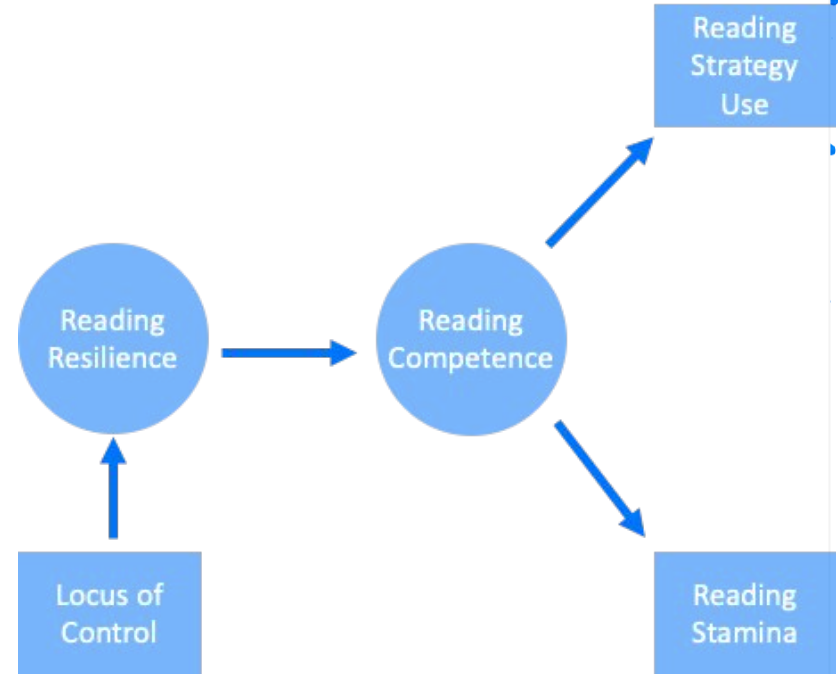 Reading
Strategy
Use
Reading
Resilience
Reading
Competence
Locus of
Control
Reading
Stamina